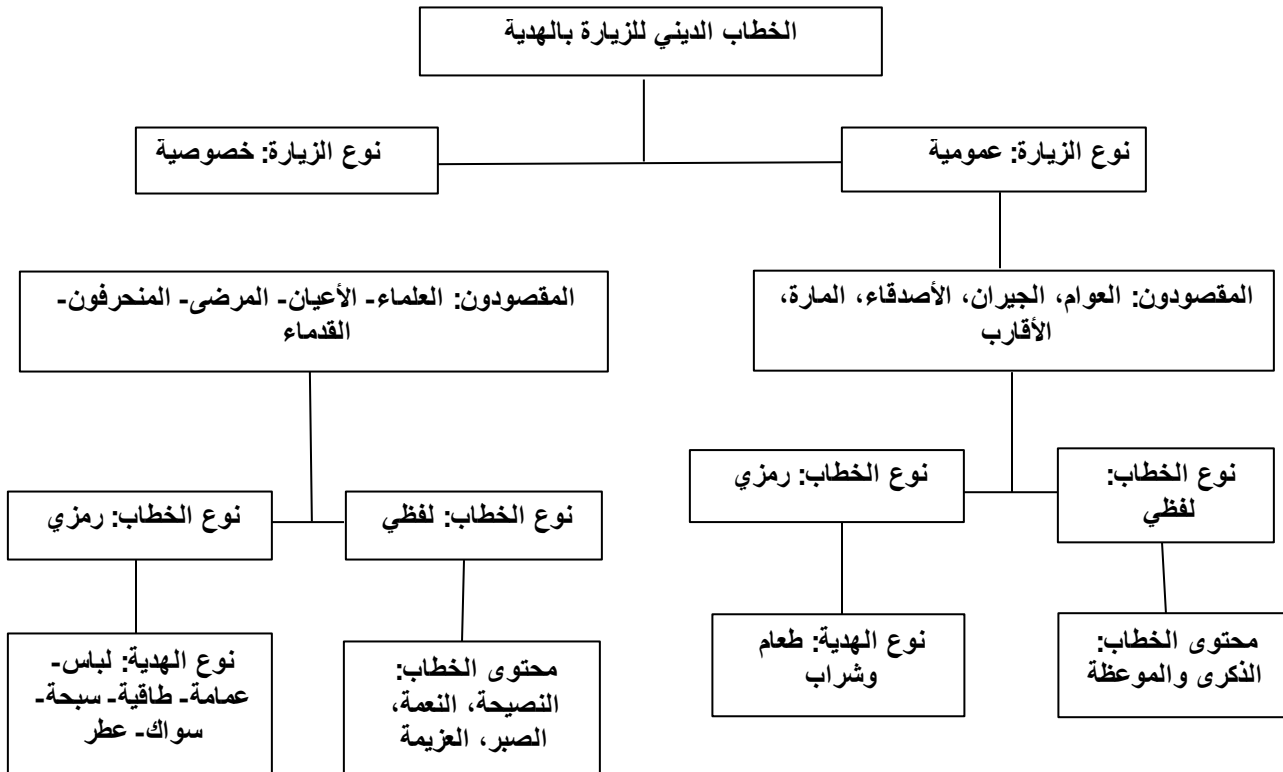 الخطاب الديني للزيارة بالهدية
نوع الزيارة: عمومية
نوع الزيارة: خصوصية
المقصودون: العوام، الجيران، الأصدقاء، المارة،
الأقارب
المقصودون: العلماء- الأعيان- المرضى- المنحرفون-
القدماء
نوع الخطاب:
لفظي
نوع الخطاب: رمزي
نوع الخطاب: لفظي
نوع الخطاب: رمزي
محتوى الخطاب:
الذكرى والموعظة
نوع الهدية: طعام
وشراب
محتوى الخطاب:
النصيحة، النعمة،
الصبر، العزيمة
نوع الهدية: لباس-
عمامة- طاقية- سبحة-
سواك- عطر